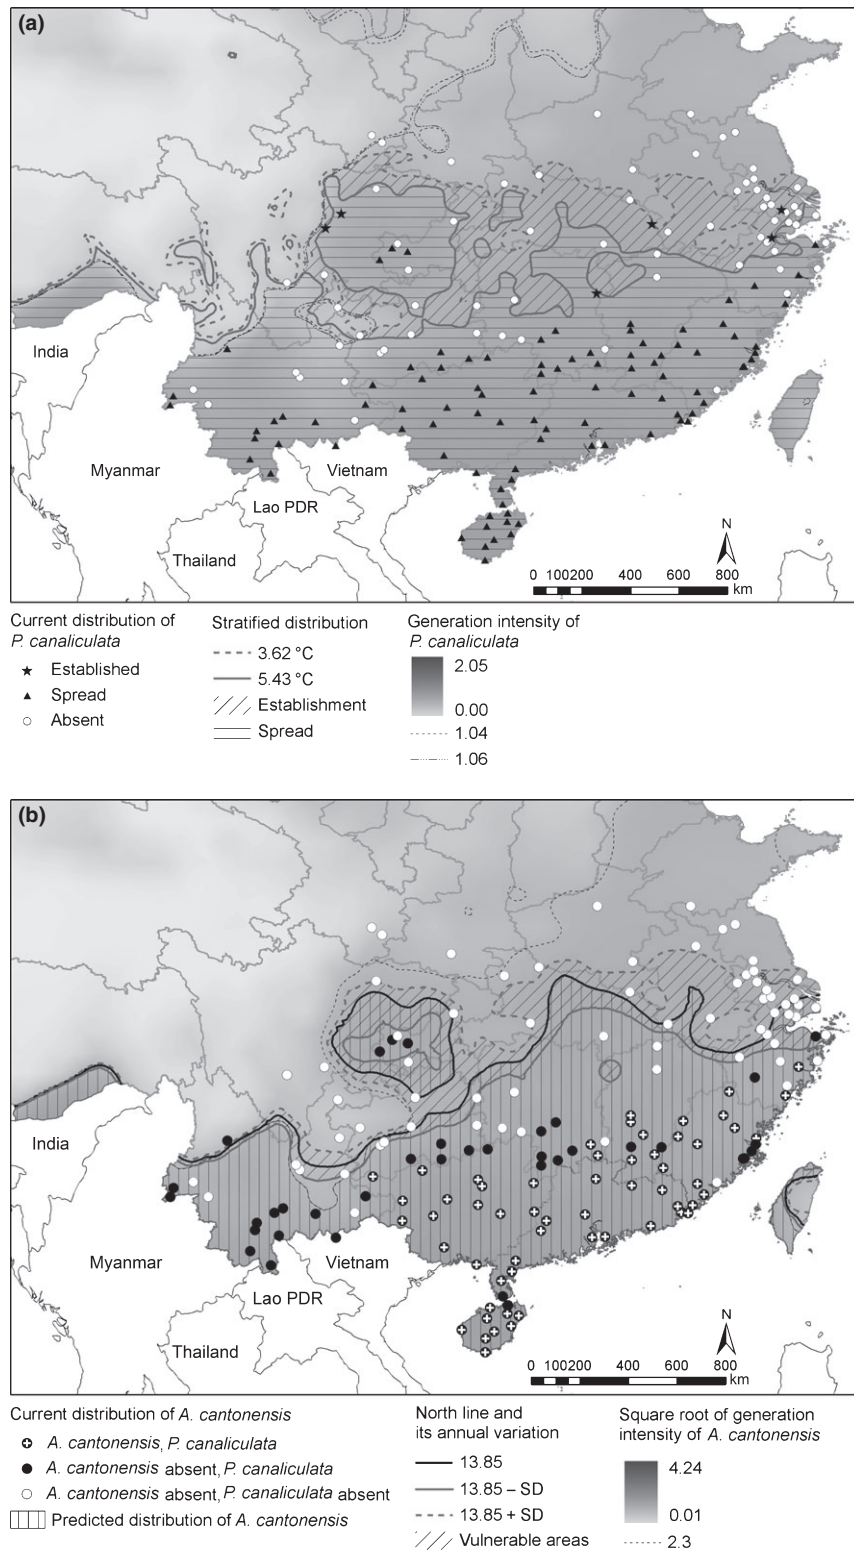 (a)
India
Myanmar
Vietnam
Lao PDR
Thailand
N
0 100200 400 600 800
km
Current distribution of
P. canaliculata
Established
Spread
Absent
Stratified distribution
3.62 °C
5.43 °C
Establishment
Spread
Generation intensity of
P. canaliculata
2.05
0.00
1.04
1.06
(b)
India
Myanmar
Vietnam
Lao PDR
Thailand
N
0 100200 400 600 800
km
Current distribution of A. cantonensis
A. cantonensis, P. canaliculata
A. cantonensis absent, P. canaliculata
A. cantonensis absent, P. canaliculata absent
Predicted distribution of A. cantonensis
North line and
its annual variation
13.85
13.85 – SD
13.85 + SD
Vulnerable areas
Square root of generation
intensity of A. cantonensis
4.24
0.01
2.3